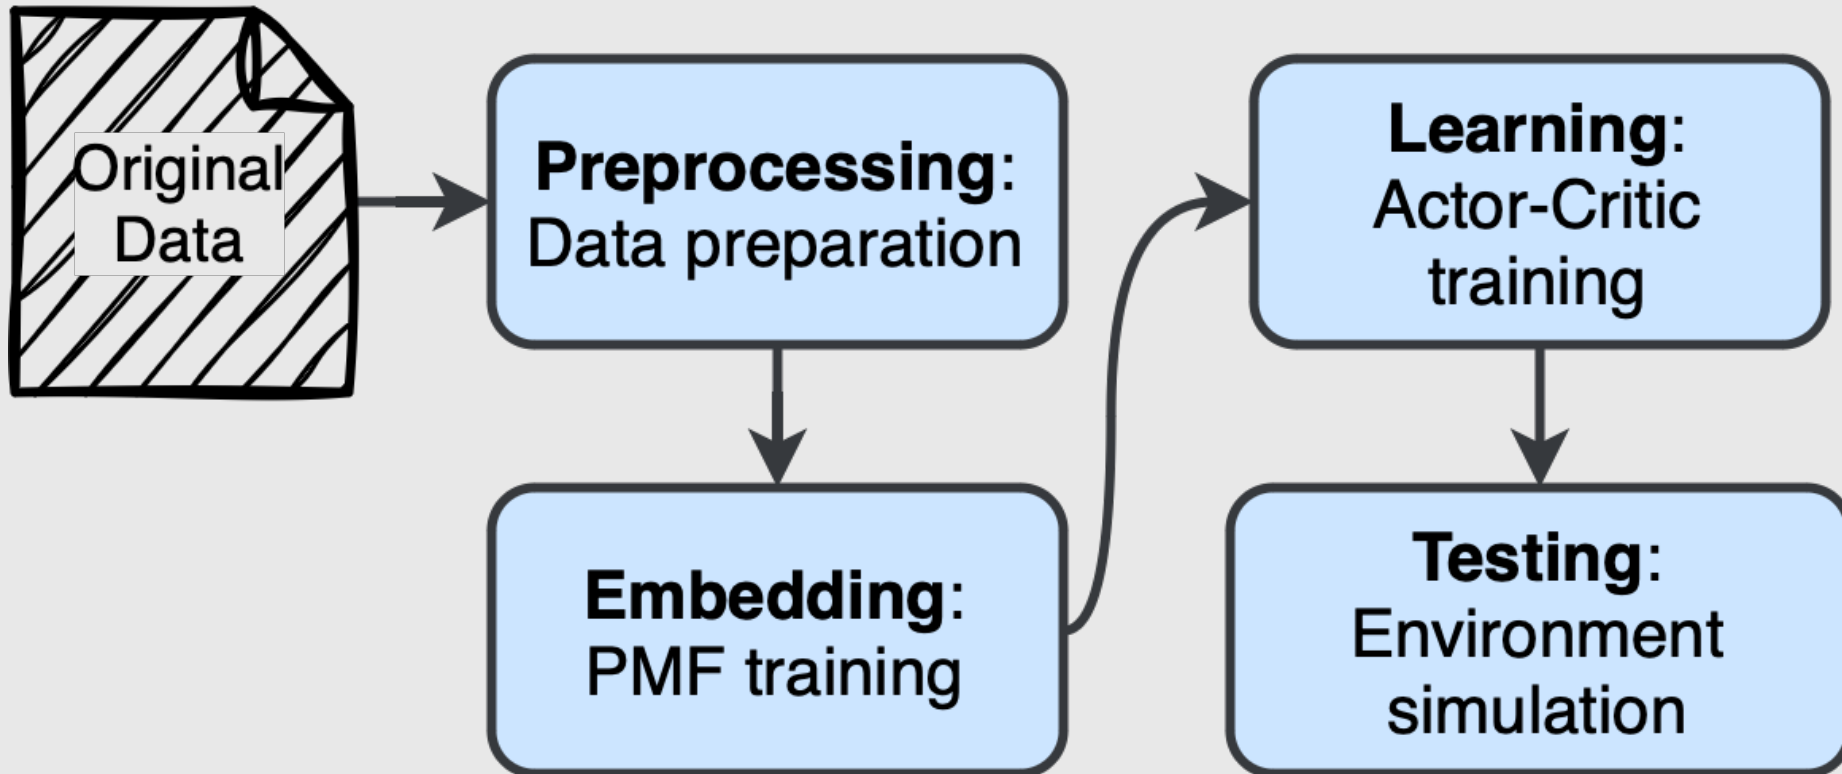 Original
Data
Preprocessing:
Data preparation
Embedding:
PMF training
Learning:
Actor-Critic
training
Testing:
Environment
simulation